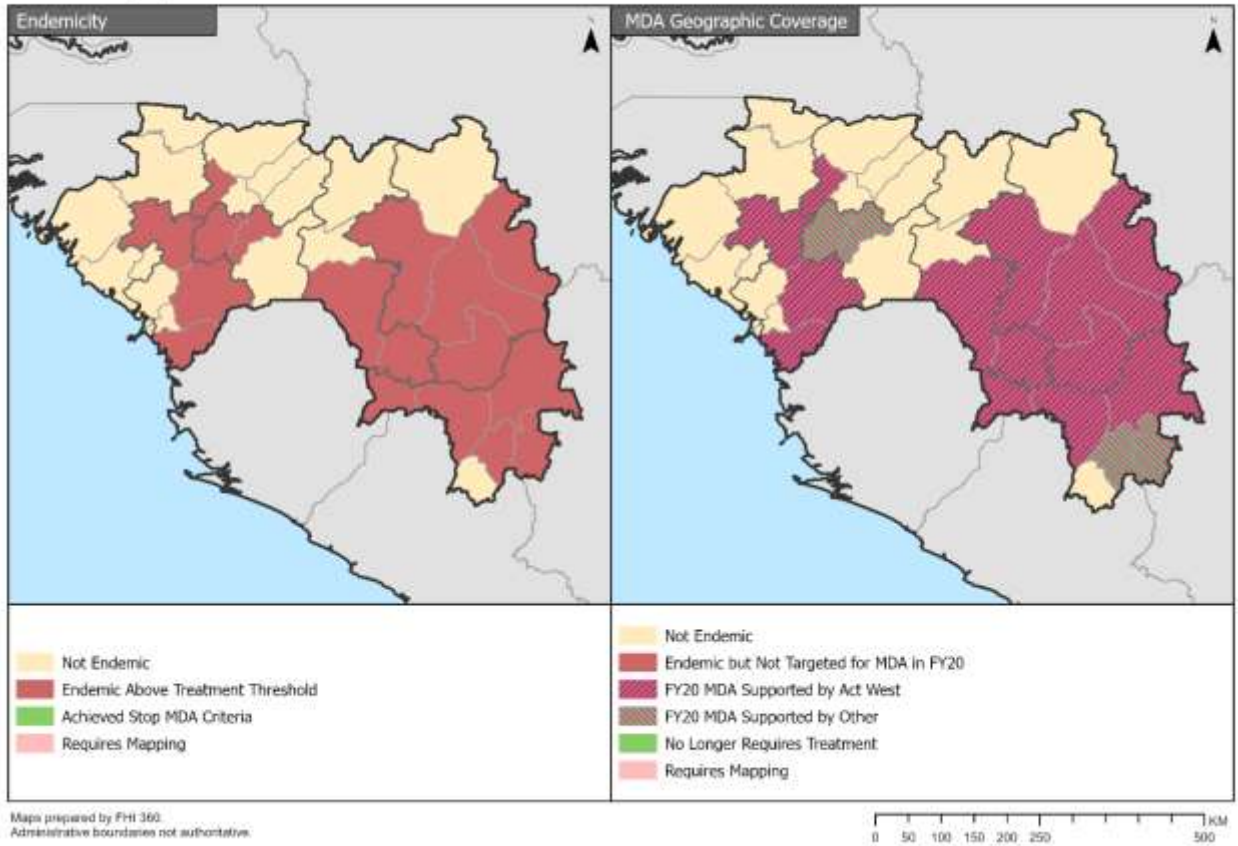 Endemicity
N
MDA Geographic Coverage
N
Not Endemic
Endemic Above Treatment Threshold
Achieved Stop MDA Criteria
Requires Mapping
Not Endemic
Endemic but Not Targeted for MDA in FY20
FY20 MDA Supported by Act West
FY20 MDA Supported by Other
No Longer Requires Treatment
Requires Mapping
Maps prepared by FHI 360.
Administrative boundaries not authoritative.
KM
0 50 100 150 200 250 500